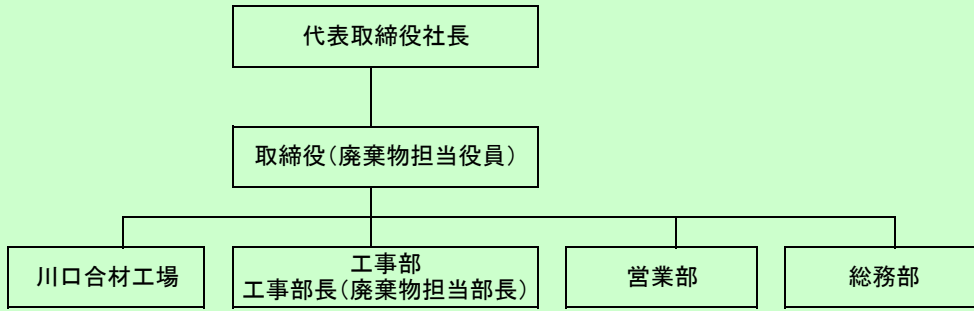 代表取締役社長
取締役（廃棄物担当役員）
川口合材工場
工事部
工事部長（廃棄物担当部長）
営業部
総務部